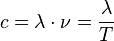 c = λ · ν = λ / T